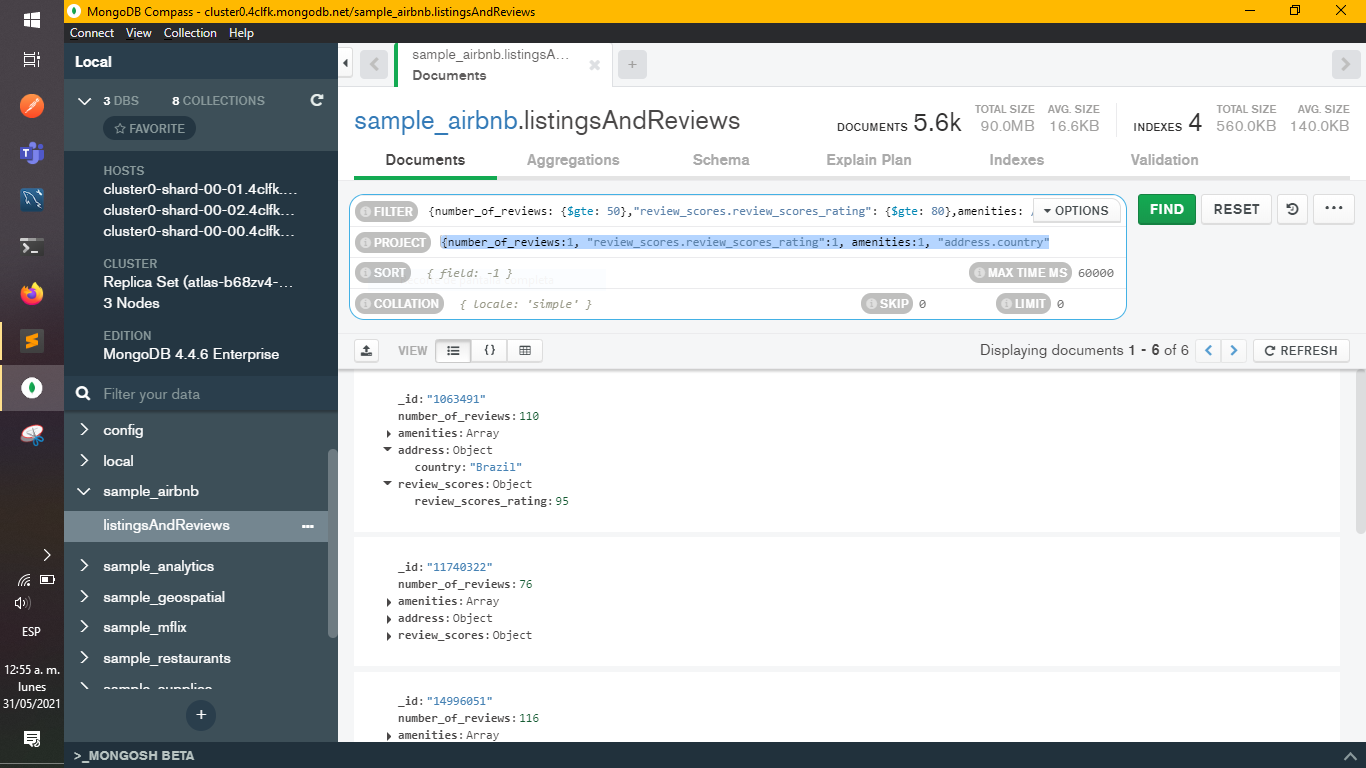 MongoDB Compass - cluster0.4clfk.mongodb.net/sample_airbnb.listingsAndReviews
Connect View Collection Help
Local
3 DBS 8 COLLECTIONS
FAVORITE
HOSTS
cluster0-shard-00-01.4clfk....
cluster0-shard-00-02.4clfk...
cluster0-shard-00-00.4clfk....
CLUSTER
Replica Set (atlas-b68zv4-...
3 Nodes
EDITION
MongoDB 4.4.6 Enterprise
Filter your data
config
local
sample_airbnb
listingsAndReviews
sample_analytics
sample_geospatial
sample_mflix
sample_restaurants
sample_supplies
sample_airbnb.listingsA...
Documents
sample_airbnb.listingsAndReviews
DOCUMENTS 5.6k
TOTAL SIZE 90.0MB
AVG. SIZE 16.6KB
INDEXES 4
TOTAL SIZE 560.0KB
AVG. SIZE 140.0KB
Documents Aggregations Schema Explain Plan Indexes Validation
FILTER {number_of_reviews: {$gte: 50},"review_scores.review_scores_rating": {$gte: 80},amenities:
OPTIONS
FIND RESET
PROJECT {number_of_reviews:1, "review_scores.review_scores_rating":1, amenities:1, "address.country"
SORT { field: -1 }
MAX TIME MS 60000
COLLATION { locale: 'simple' }
SKIP 0
LIMIT 0
VIEW {}
Displaying documents 1 - 6 of 6
REFRESH
_id:"1063491"
number_of_reviews:110
amenities:Array
address:Object
country:"Brazil"
review_scores:Object
review_scores_rating:95
_id:"11740322"
number_of_reviews:76
amenities:Array
address:Object
review_scores:Object
_id:"14996051"
number_of_reviews:116
amenities:Array
ESP
12:55 a. m.
lunes
31/05/2021
>_MONGOSH BETA